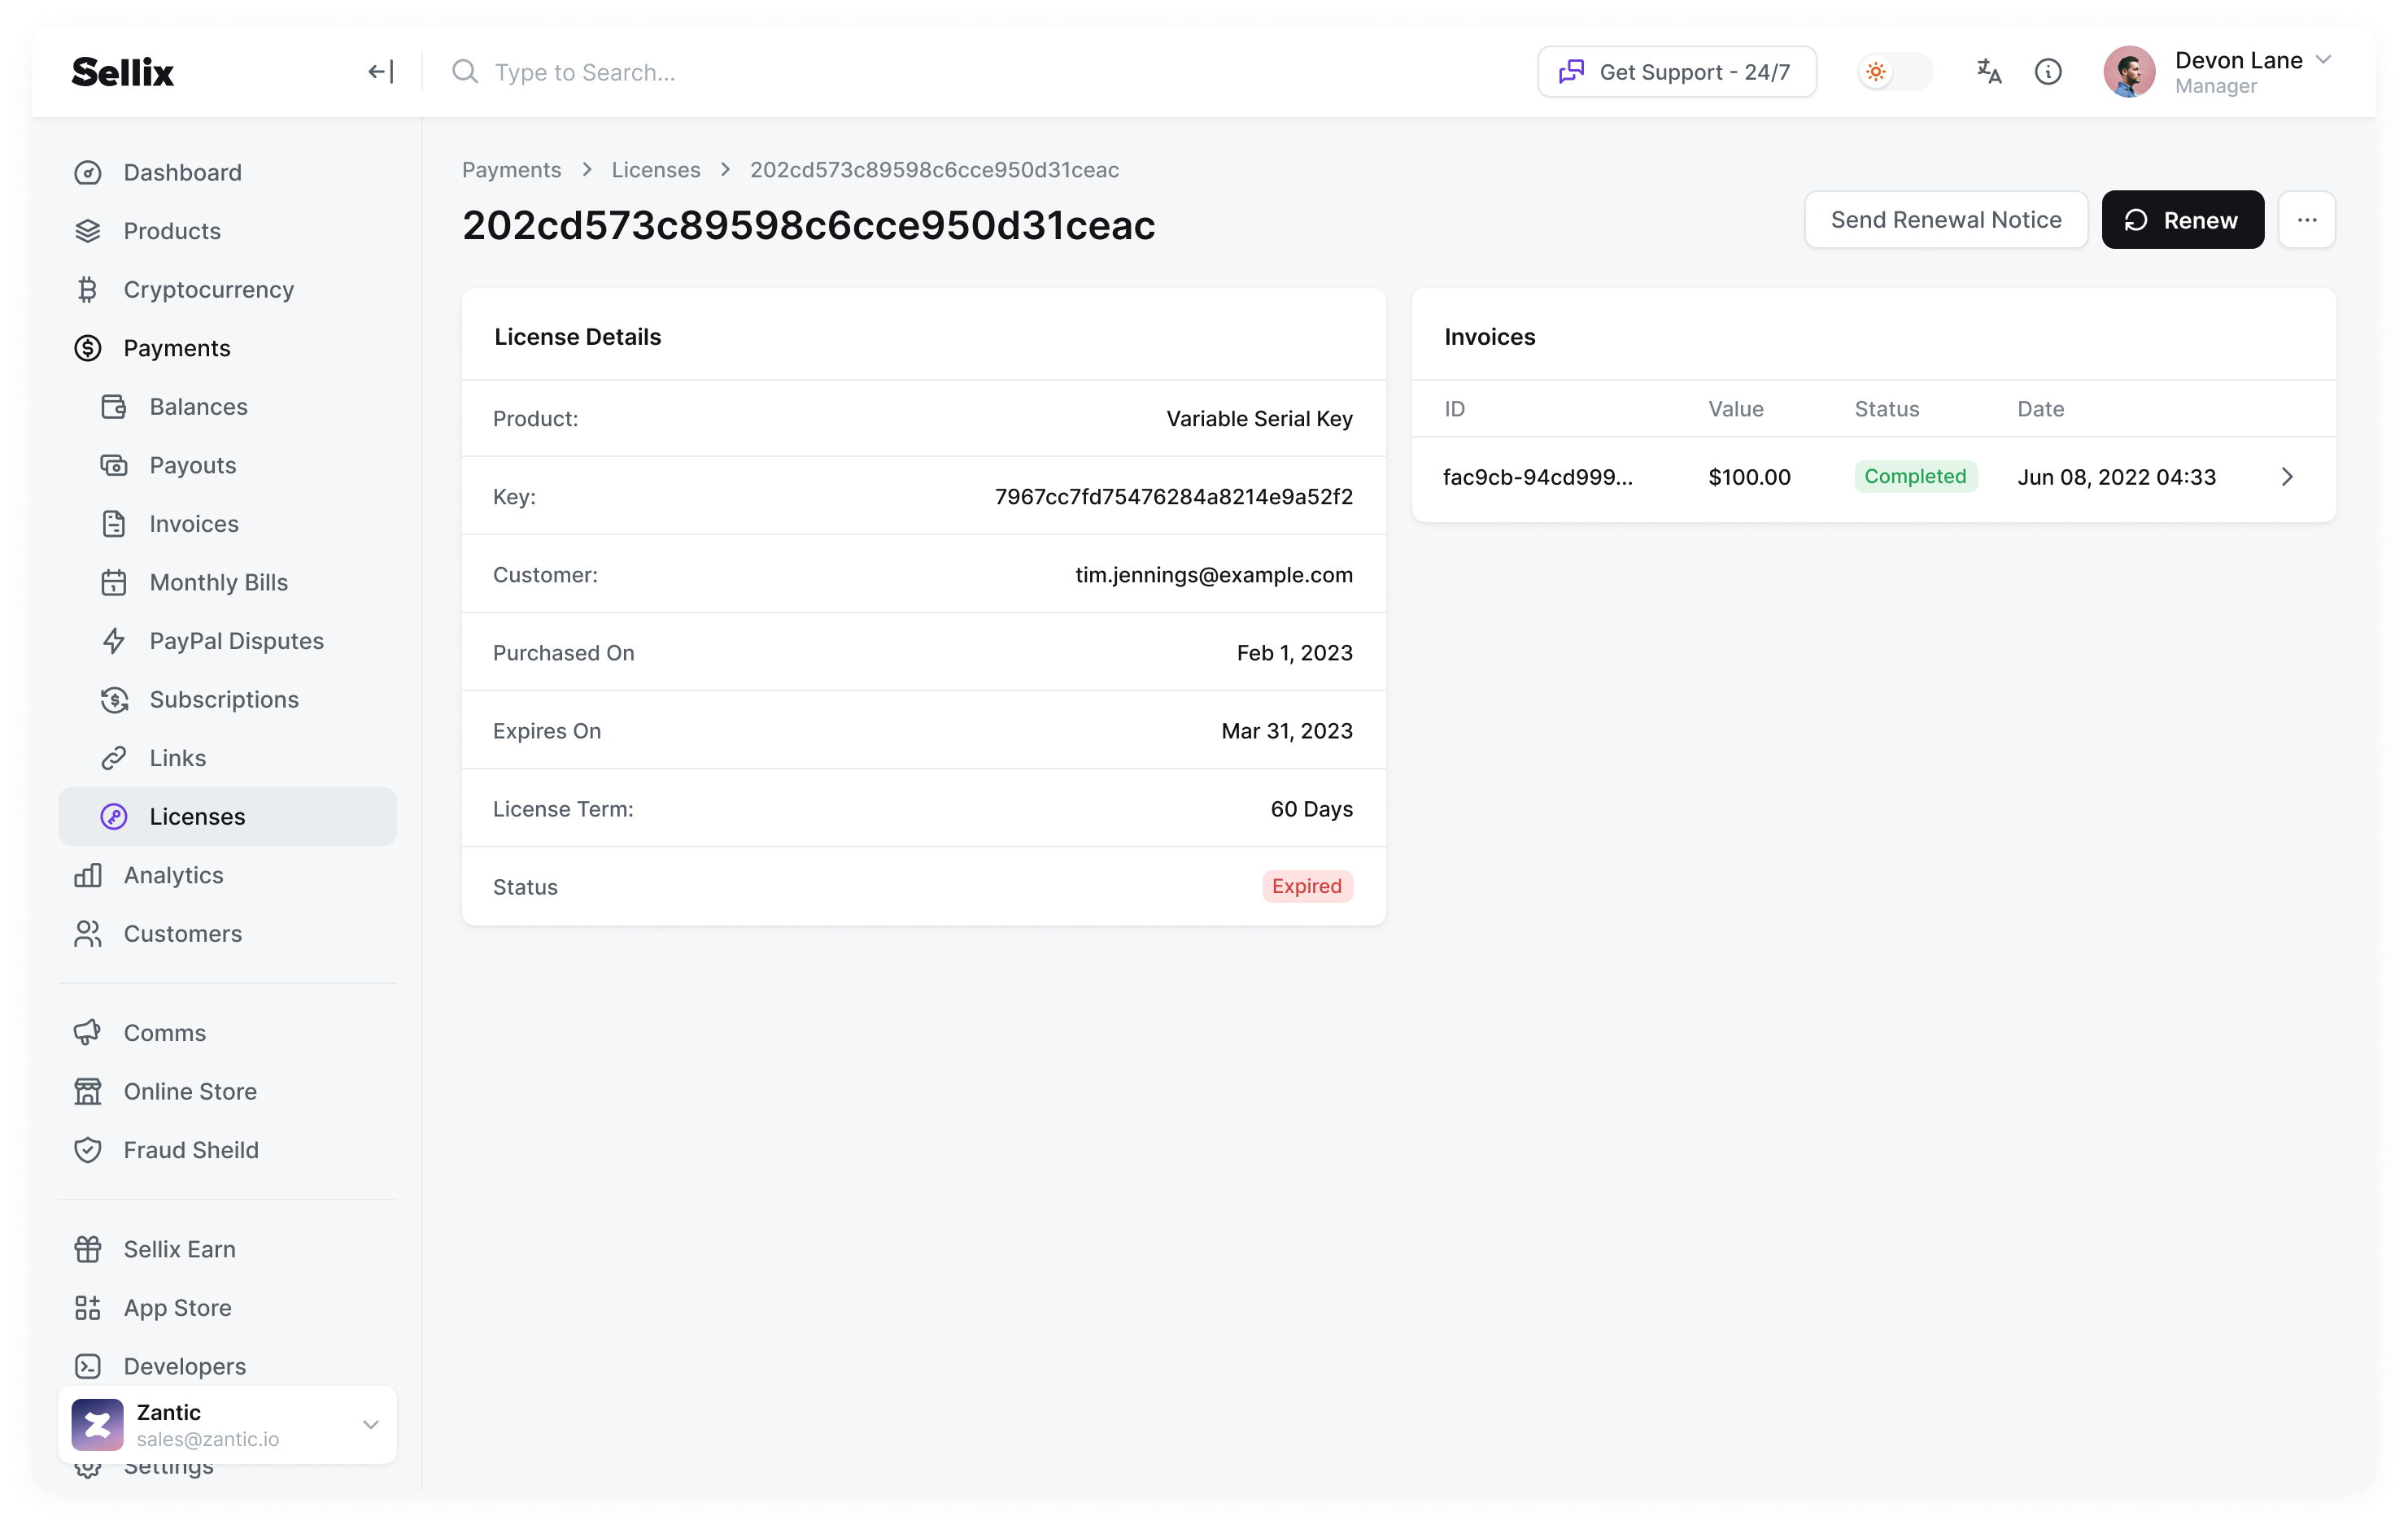 Sellix
Type to Search...
Get Support - 24/7
Devon Lane
Manager
Dashboard
Products
Cryptocurrency
Payments
Balances
Payouts
Invoices
Monthly Bills
PayPal Disputes
Subscriptions
Links
Licenses
Analytics
Customers
Comms
Online Store
Fraud Sheild
Sellix Earn
App Store
Developers
Zantic
sales@zantic.io
Settings
Payments > Licenses > 202cd573c89598c6cce950d31ceac
202cd573c89598c6cce950d31ceac
Send Renewal Notice
Renew
License Details
Product: Variable Serial Key
Key: 7967cc7fd75476284a8214e9a52f2
Customer: tim.jennings@example.com
Purchased On Feb 1, 2023
Expires On Mar 31, 2023
License Term: 60 Days
Status Expired
Invoices
ID Value Status Date
fac9cb-94cd999... $100.00 Completed Jun 08, 2022 04:33